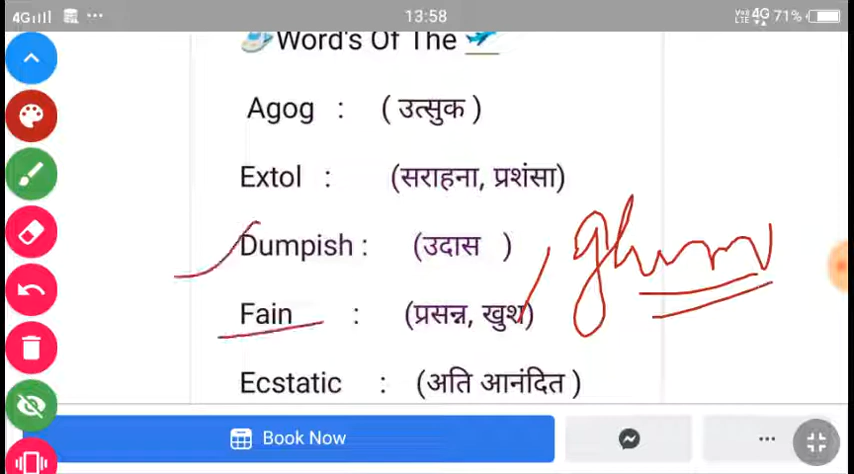 4G 13:58 VoLTE 4G 71%
Word's Of The
Agog : ( उत्सुक )
Extol : (सराहना, प्रशंसा)
Dumpish : (उदास )
Fain : (प्रसन्न, खुश)
Ecstatic : (अति आनंदित )
Book Now ...